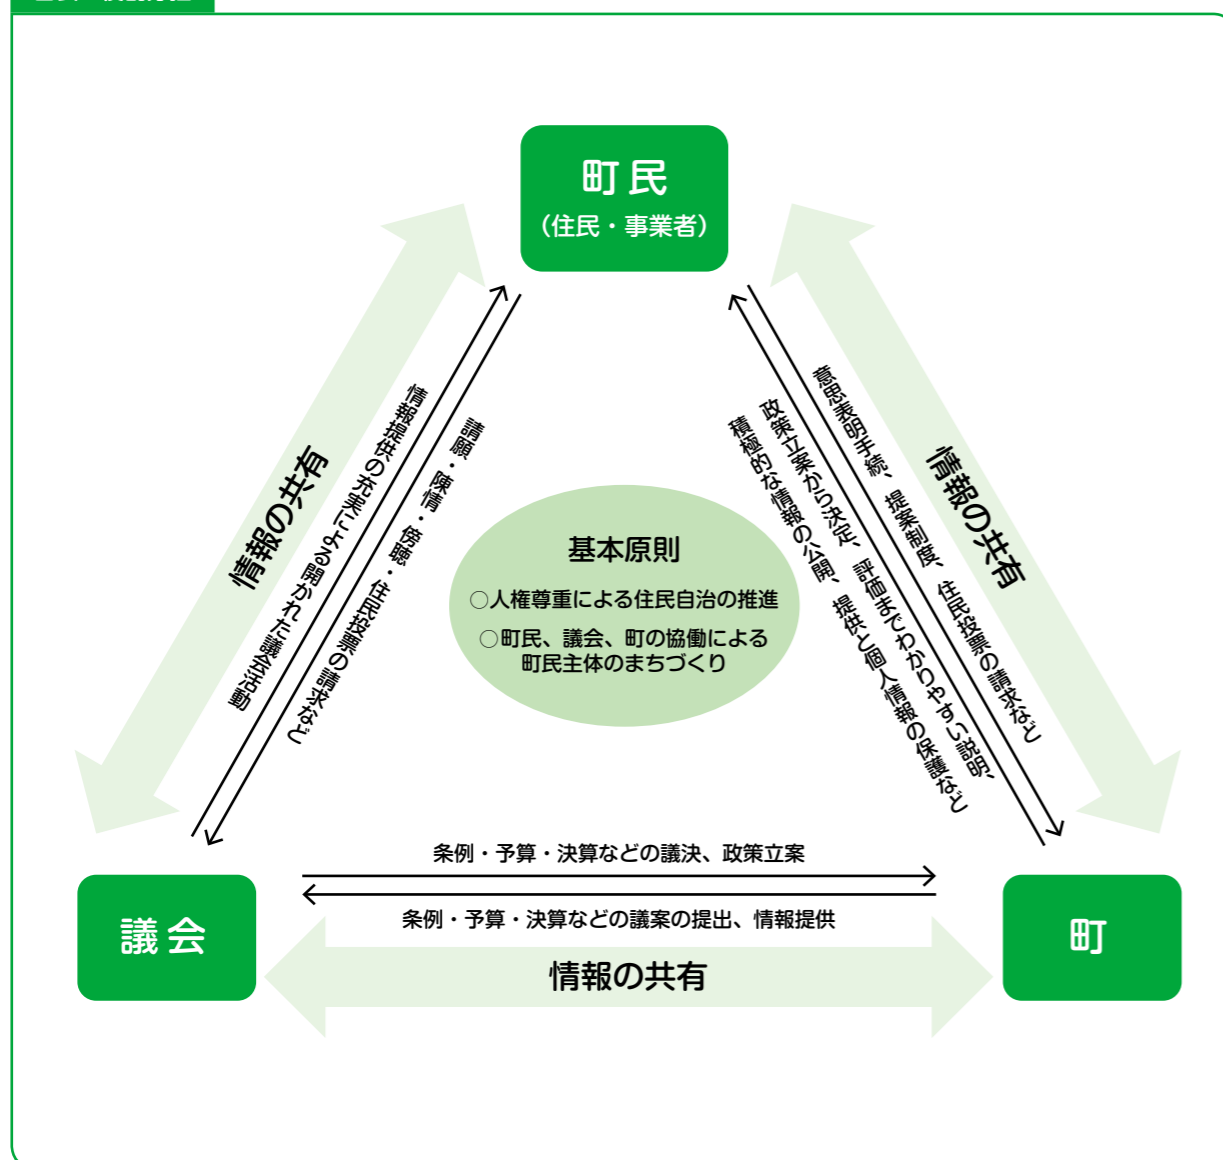 町民
（住民・事業者）
情報の共有
情報提供の充実による開かれた議会活動
請願・陳情・傍聴・住民投票の請求など
情報の共有
意思表明手続、提案制度、住民投票の請求など
政策立案から決定、評価までわかりやすい説明、
積極的な情報の公開、提供と個人情報の保護など
基本原則
○人権尊重による住民自治の推進
○町民、議会、町の協働による
町民主体のまちづくり
条例・予算・決算などの議決、政策立案
条例・予算・決算などの議案の提出、情報提供
議会
情報の共有
町